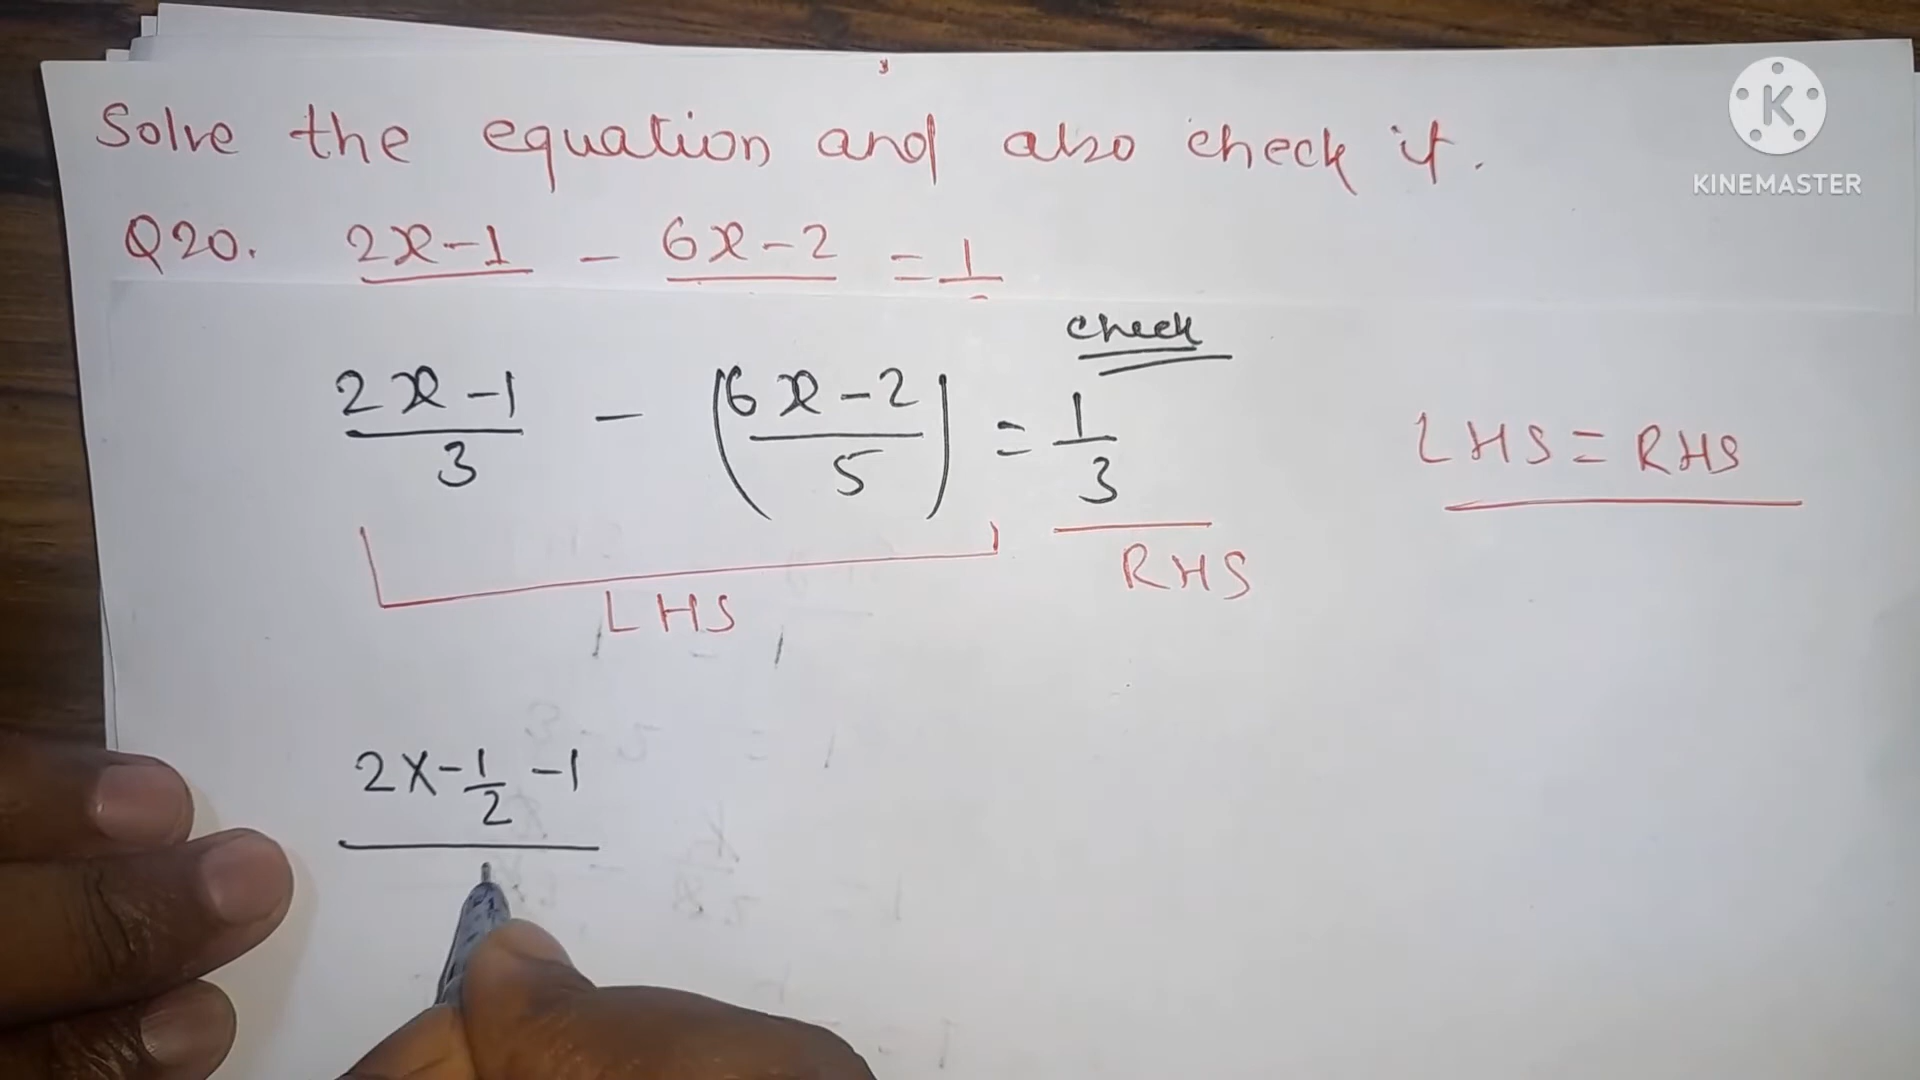 Solve the equation and also check it.
Q20. 2x-1 - 6x-2 = 1
check
2x-1/3 - (6x-2/5) = 1/3
LHS = RHS
LHS
RHS
2x-1/2 -1
KINEMASTER